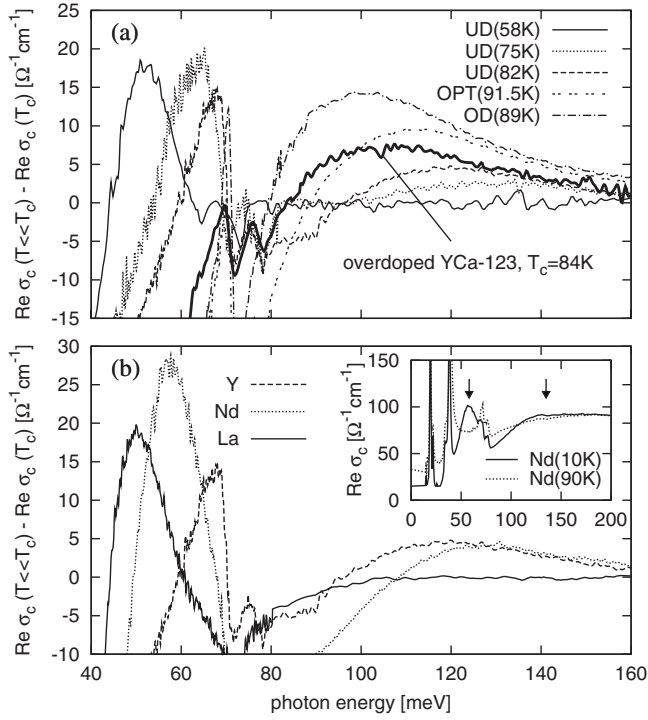 (a)
UD(58K)
UD(75K)
UD(82K)
OPT(91.5K)
OD(89K)
25
20
15
10
5
0
-5
-10
-15
Re σc (T<<Tc) - Re σc (Tc) [Ω-1cm-1]
overdoped YCa-123, Tc=84K
(b)
Y
Nd
La
30
25
20
15
10
5
0
-5
-10
Re σc (T<<Tc) - Re σc (Tc) [Ω-1cm-1]
150
100
50
0
Re σc [Ω-1cm-1]
Nd(10K)
Nd(90K)
0 50 100 150 200
40 60 80 100 120 140 160
photon energy [meV]